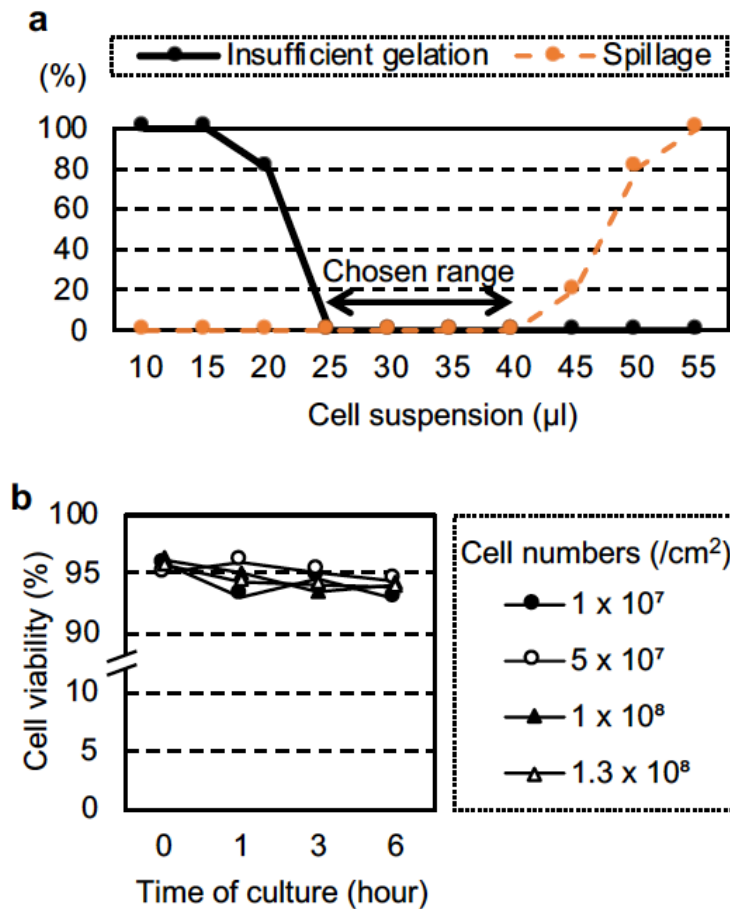 a
(%)
Insufficient gelation
Spillage
100
80
60
40
20
0
Chosen range
10 15 20 25 30 35 40 45 50 55
Cell suspension (µl)
b
100
95
90
10
5
0
Cell viability (%)
0 1 3 6
Time of culture (hour)
Cell numbers (/cm²)
1 x 10⁷
5 x 10⁷
1 x 10⁸
1.3 x 10⁸